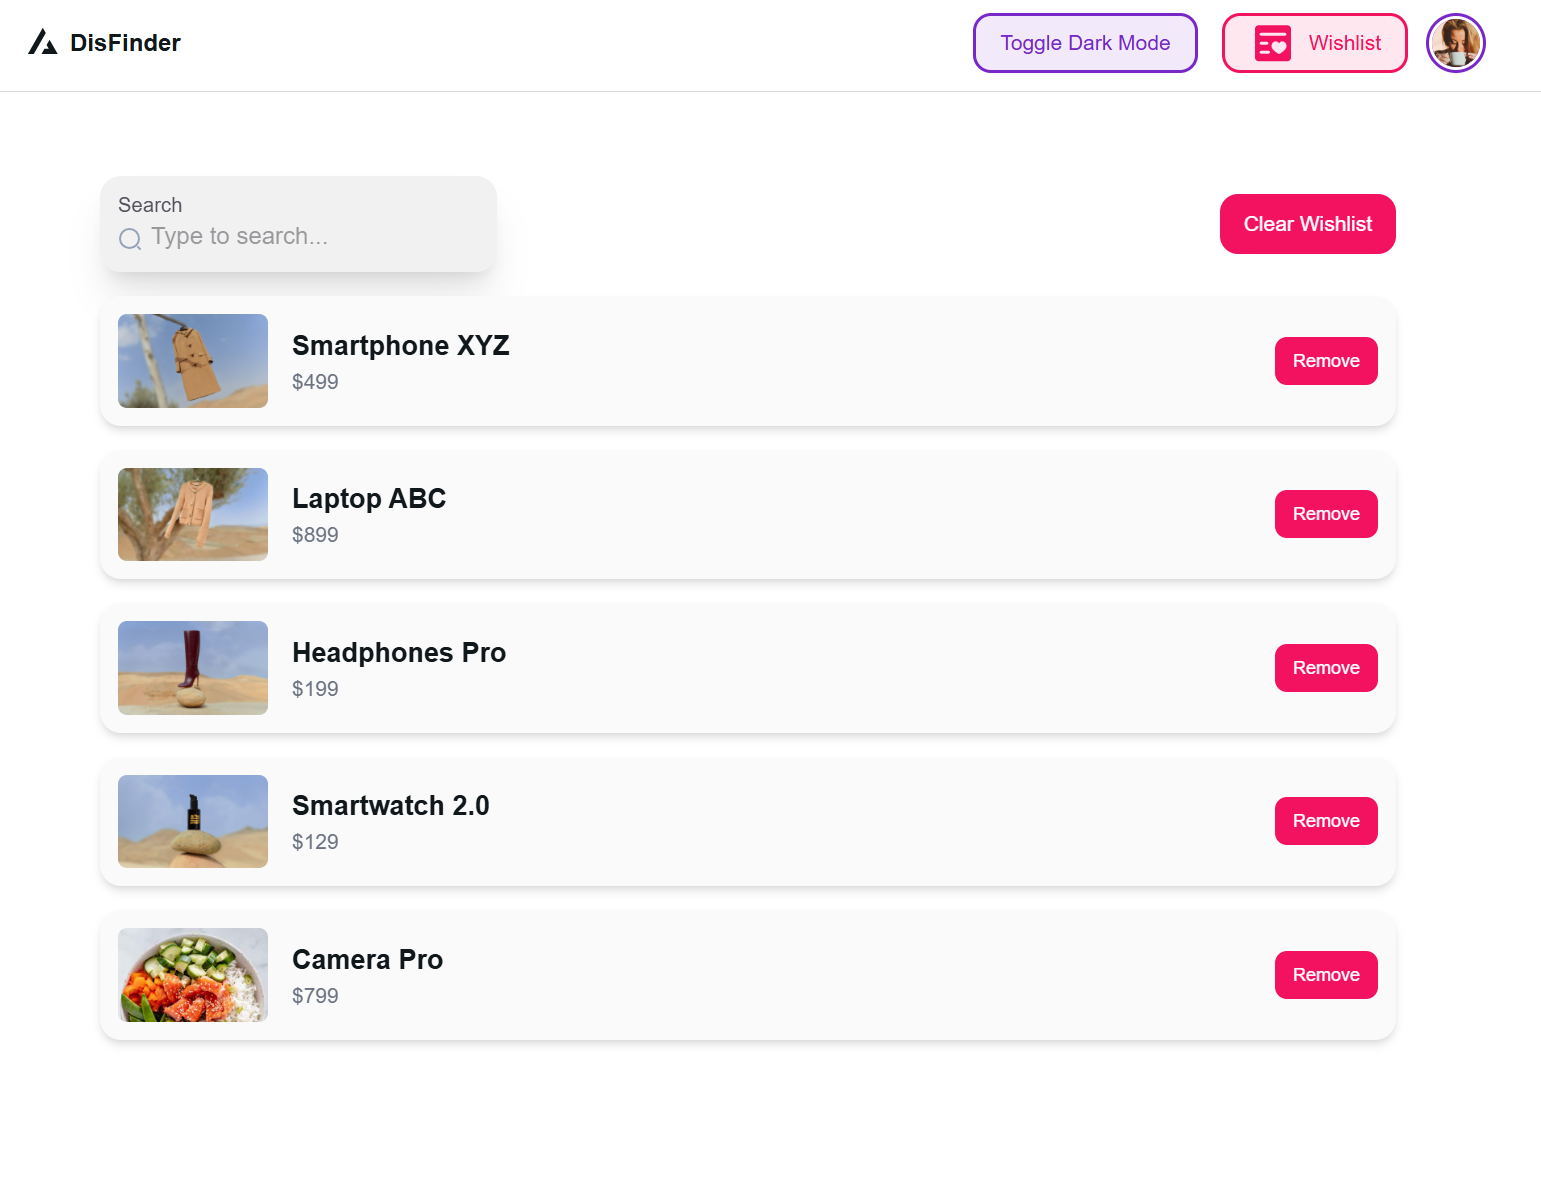 DisFinder
Toggle Dark Mode
Wishlist
Search
Type to search...
Clear Wishlist
Smartphone XYZ
$499
Remove
Laptop ABC
$899
Remove
Headphones Pro
$199
Remove
Smartwatch 2.0
$129
Remove
Camera Pro
$799
Remove